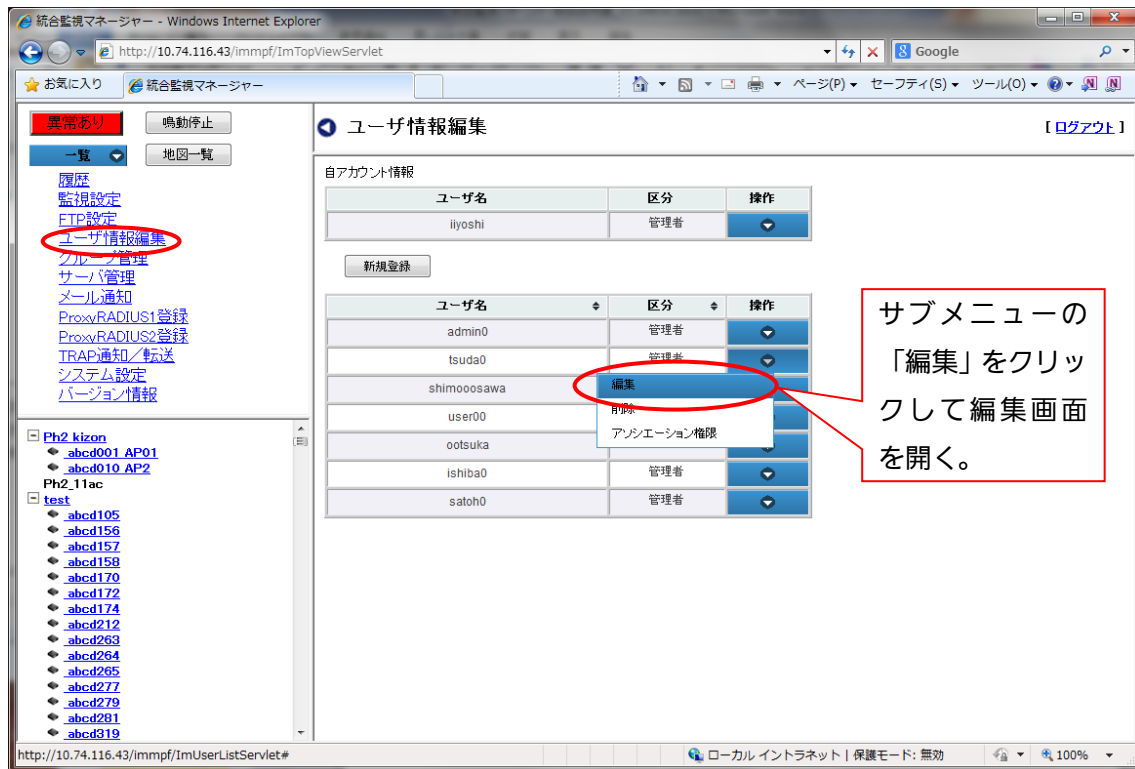 統合監視マネージャー - Windows Internet Explorer
http://10.74.116.43/immpf/ImTopViewServlet
Google
お気に入り
統合監視マネージャー
ページ(P)
セーフティ(S)
ツール(O)
異常あり
鳴動停止
一覧
地図一覧
履歴
監視設定
FTP設定
ユーザ情報編集
グループ管理
サーバ管理
メール通知
ProxyRADIUS1登録
ProxyRADIUS2登録
TRAP通知／転送
システム設定
バージョン情報
Ph2 kizon
abcd001 AP01
abcd010 AP2
Ph2_11ac
test
abcd105
abcd156
abcd157
abcd158
abcd170
abcd172
abcd174
abcd212
abcd263
abcd264
abcd265
abcd277
abcd279
abcd281
abcd319
ユーザ情報編集
[ ログアウト ]
自アカウント情報
ユーザ名 区分 操作
iiyoshi 管理者
新規登録
ユーザ名 区分 操作
admin0 管理者
tsuda0 管理者
shimooosawa
user00
ootsuka
ishiba0 管理者
satoh0 管理者
編集
削除
アソシエーション権限
サブメニューの
「編集」をクリッ
クして編集画面
を開く。
http://10.74.116.43/immpf/ImUserListServlet#
ローカル イントラネット | 保護モード: 無効
100%